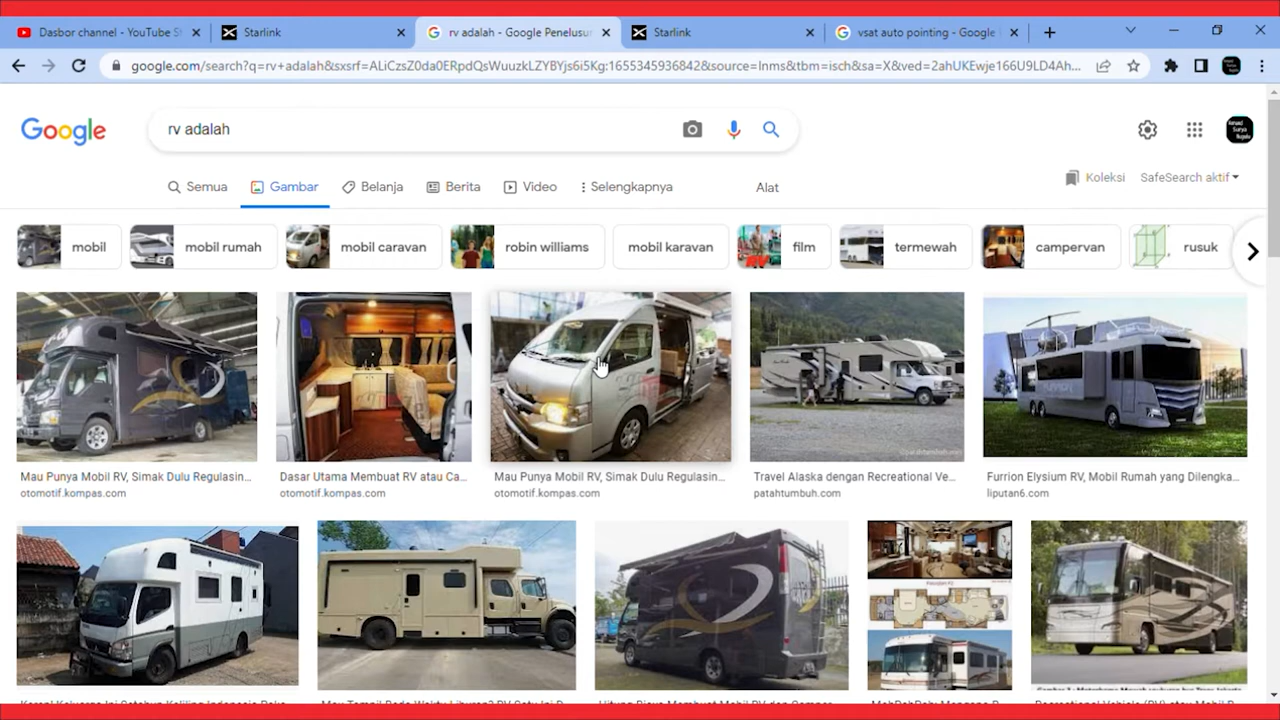 Dasbor channel - YouTube S
Starlink
rv adalah - Google Penelusur
Starlink
vsat auto pointing - Google
google.com/search?q=rv+adalah&sxsrf=ALiCzsZ0da0ERpdQsWuuzkLZYBYjs6i5Kg:1655345936842&source=lnms&tbm=isch&sa=X&ved=2ahUKEwje166U9LD4Ah...
Google
rv adalah
Semua
Gambar
Belanja
Berita
Video
Selengkapnya
Alat
Koleksi
SafeSearch aktif
mobil
mobil rumah
mobil caravan
robin williams
mobil karavan
film
termewah
campervan
rusuk
Mau Punya Mobil RV, Simak Dulu Regulasin...
otomotif.kompas.com
Dasar Utama Membuat RV atau Ca...
otomotif.kompas.com
Mau Punya Mobil RV, Simak Dulu Regulasin...
otomotif.kompas.com
Travel Alaska dengan Recreational Ve...
patahtumbuh.com
Furrion Elysium RV, Mobil Rumah yang Dilengka...
liputan6.com